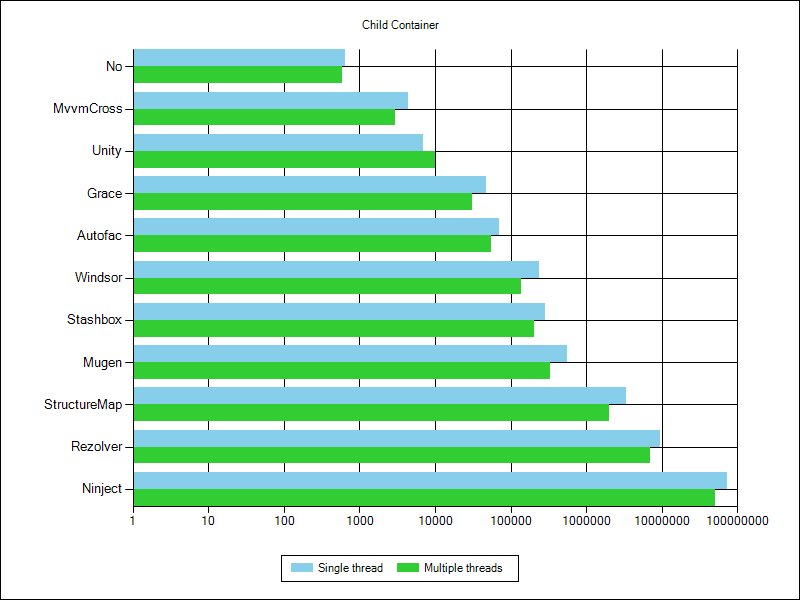 Child Container
No
MvvmCross
Unity
Grace
Autofac
Windsor
Stashbox
Mugen
StructureMap
Rezolver
Ninject
1 10 100 1000 10000 100000 1000000 10000000 100000000
Single thread Multiple threads